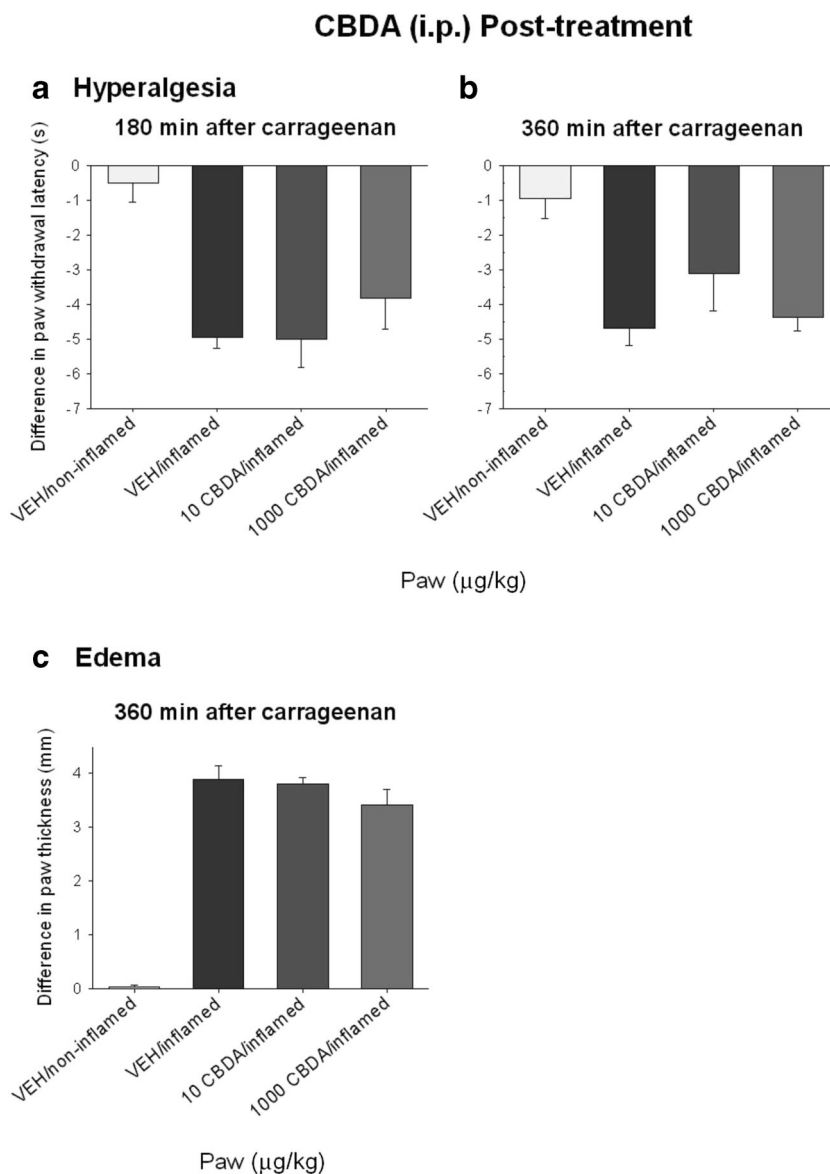 CBDA (i.p.) Post-treatment
a Hyperalgesia
180 min after carrageenan
Difference in paw withdrawal latency (s)
0
-1
-2
-3
-4
-5
-6
-7
VEH/non-inflamed
VEH/inflamed
10 CBDA/inflamed
1000 CBDA/inflamed
b
360 min after carrageenan
0
-1
-2
-3
-4
-5
-6
-7
VEH/non-inflamed
VEH/inflamed
10 CBDA/inflamed
1000 CBDA/inflamed
Paw (μg/kg)
c Edema
360 min after carrageenan
Difference in paw thickness (mm)
4
3
2
1
0
VEH/non-inflamed
VEH/inflamed
10 CBDA/inflamed
1000 CBDA/inflamed
Paw (μg/kg)